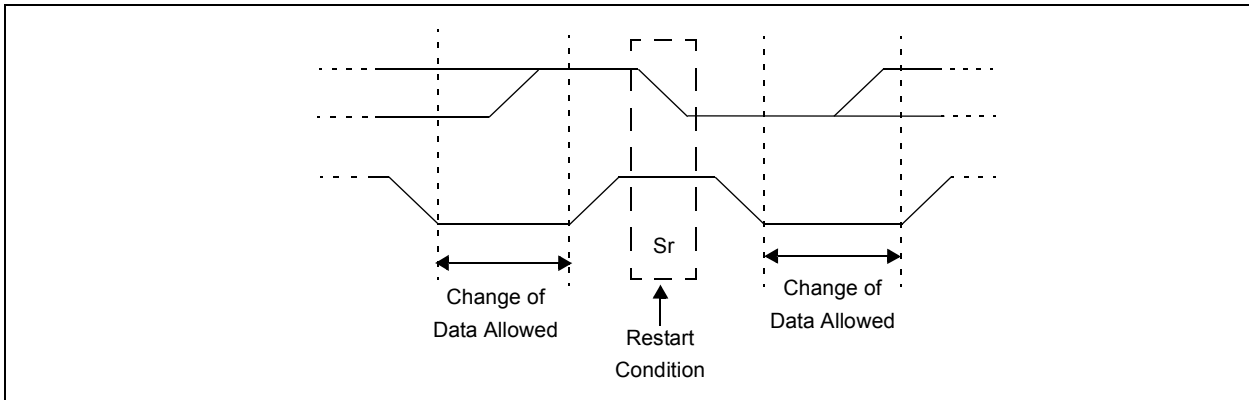 Sr
Change of
Data Allowed
Restart
Condition
Change of
Data Allowed